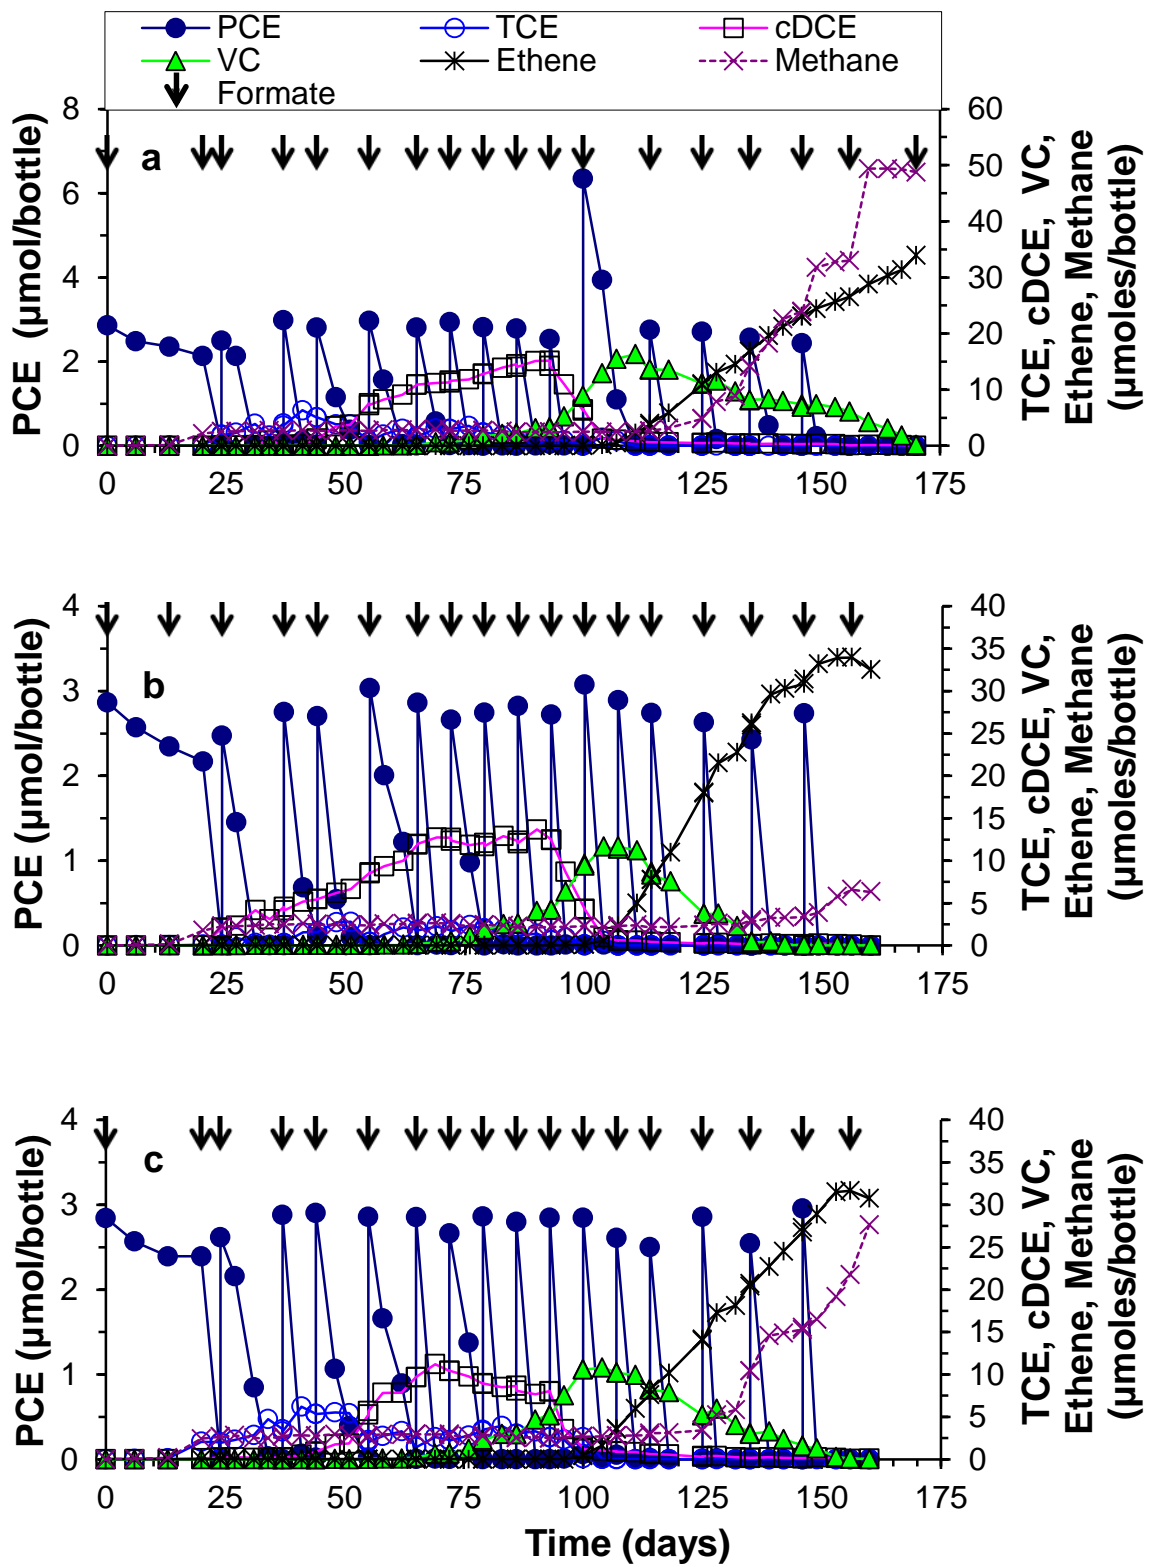 PCE TCE cDCE
VC Ethene Methane
Formate
a
PCE (µmol/bottle)
8
6
4
2
0
0 25 50 75 100 125 150 175
60
50
40
30
20
10
0
TCE, cDCE, VC,
Ethene, Methane
(µmoles/bottle)
b
PCE (µmol/bottle)
4
3
2
1
0
0 25 50 75 100 125 150 175
40
35
30
25
20
15
10
5
0
TCE, cDCE, VC,
Ethene, Methane
(µmoles/bottle)
c
PCE (µmol/bottle)
4
3
2
1
0
0 25 50 75 100 125 150 175
40
35
30
25
20
15
10
5
0
TCE, cDCE, VC,
Ethene, Methane
(µmoles/bottle)
Time (days)